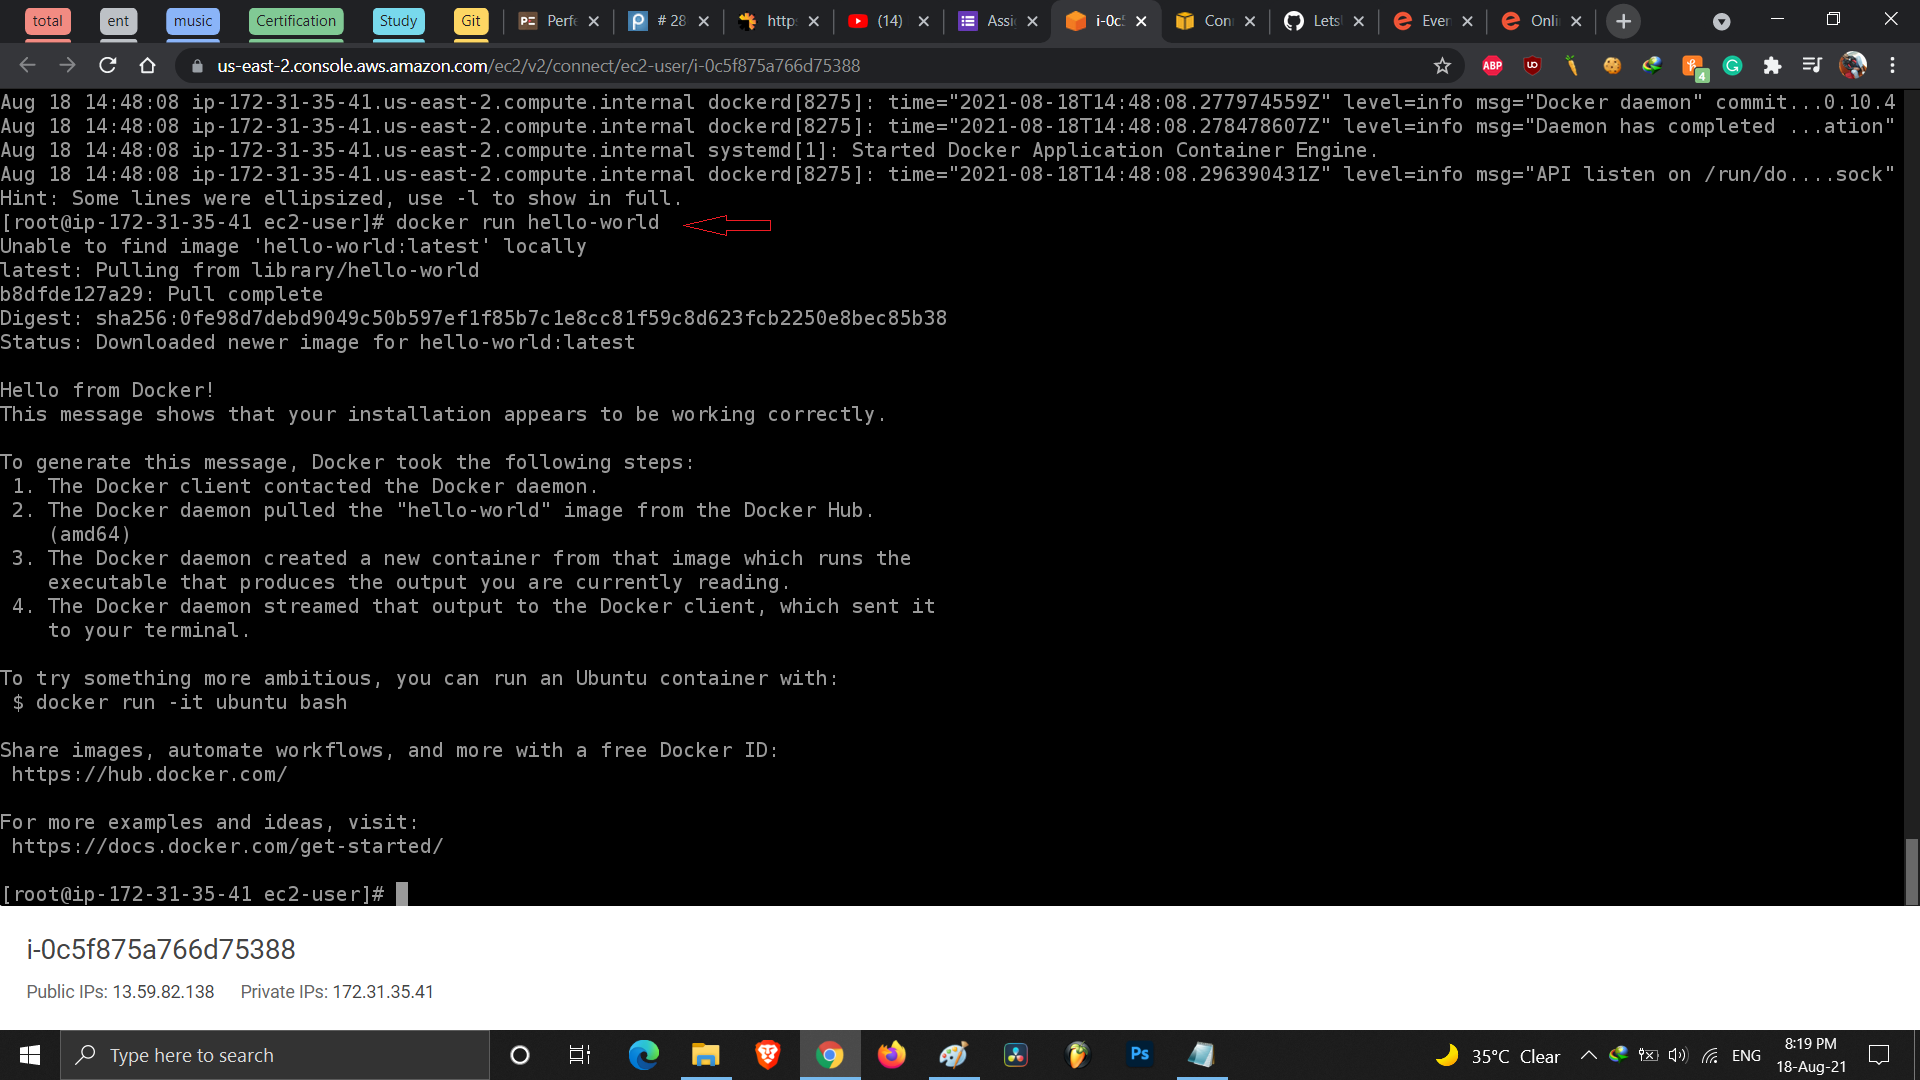 total ent music Certification Study Git Perfe # 28 http (14) Assi i-0c5 Con Lets Even Onli
us-east-2.console.aws.amazon.com/ec2/v2/connect/ec2-user/i-0c5f875a766d75388 ABP UD 4
Aug 18 14:48:08 ip-172-31-35-41.us-east-2.compute.internal dockerd[8275]: time="2021-08-18T14:48:08.277974559Z" level=info msg="Docker daemon" commit...0.10.4
Aug 18 14:48:08 ip-172-31-35-41.us-east-2.compute.internal dockerd[8275]: time="2021-08-18T14:48:08.278478607Z" level=info msg="Daemon has completed ...ation"
Aug 18 14:48:08 ip-172-31-35-41.us-east-2.compute.internal systemd[1]: Started Docker Application Container Engine.
Aug 18 14:48:08 ip-172-31-35-41.us-east-2.compute.internal dockerd[8275]: time="2021-08-18T14:48:08.296390431Z" level=info msg="API listen on /run/do....sock"
Hint: Some lines were ellipsized, use -l to show in full.
[root@ip-172-31-35-41 ec2-user]# docker run hello-world
Unable to find image 'hello-world:latest' locally
latest: Pulling from library/hello-world
b8dfde127a29: Pull complete
Digest: sha256:0fe98d7debd9049c50b597ef1f85b7c1e8cc81f59c8d623fcb2250e8bec85b38
Status: Downloaded newer image for hello-world:latest
Hello from Docker!
This message shows that your installation appears to be working correctly.
To generate this message, Docker took the following steps:
1. The Docker client contacted the Docker daemon.
2. The Docker daemon pulled the "hello-world" image from the Docker Hub.
(amd64)
3. The Docker daemon created a new container from that image which runs the
executable that produces the output you are currently reading.
4. The Docker daemon streamed that output to the Docker client, which sent it
to your terminal.
To try something more ambitious, you can run an Ubuntu container with:
$ docker run -it ubuntu bash
Share images, automate workflows, and more with a free Docker ID:
https://hub.docker.com/
For more examples and ideas, visit:
https://docs.docker.com/get-started/
[root@ip-172-31-35-41 ec2-user]#
i-0c5f875a766d75388
Public IPs: 13.59.82.138 Private IPs: 172.31.35.41
Type here to search Ps 35°C Clear ENG 8:19 PM
18-Aug-21